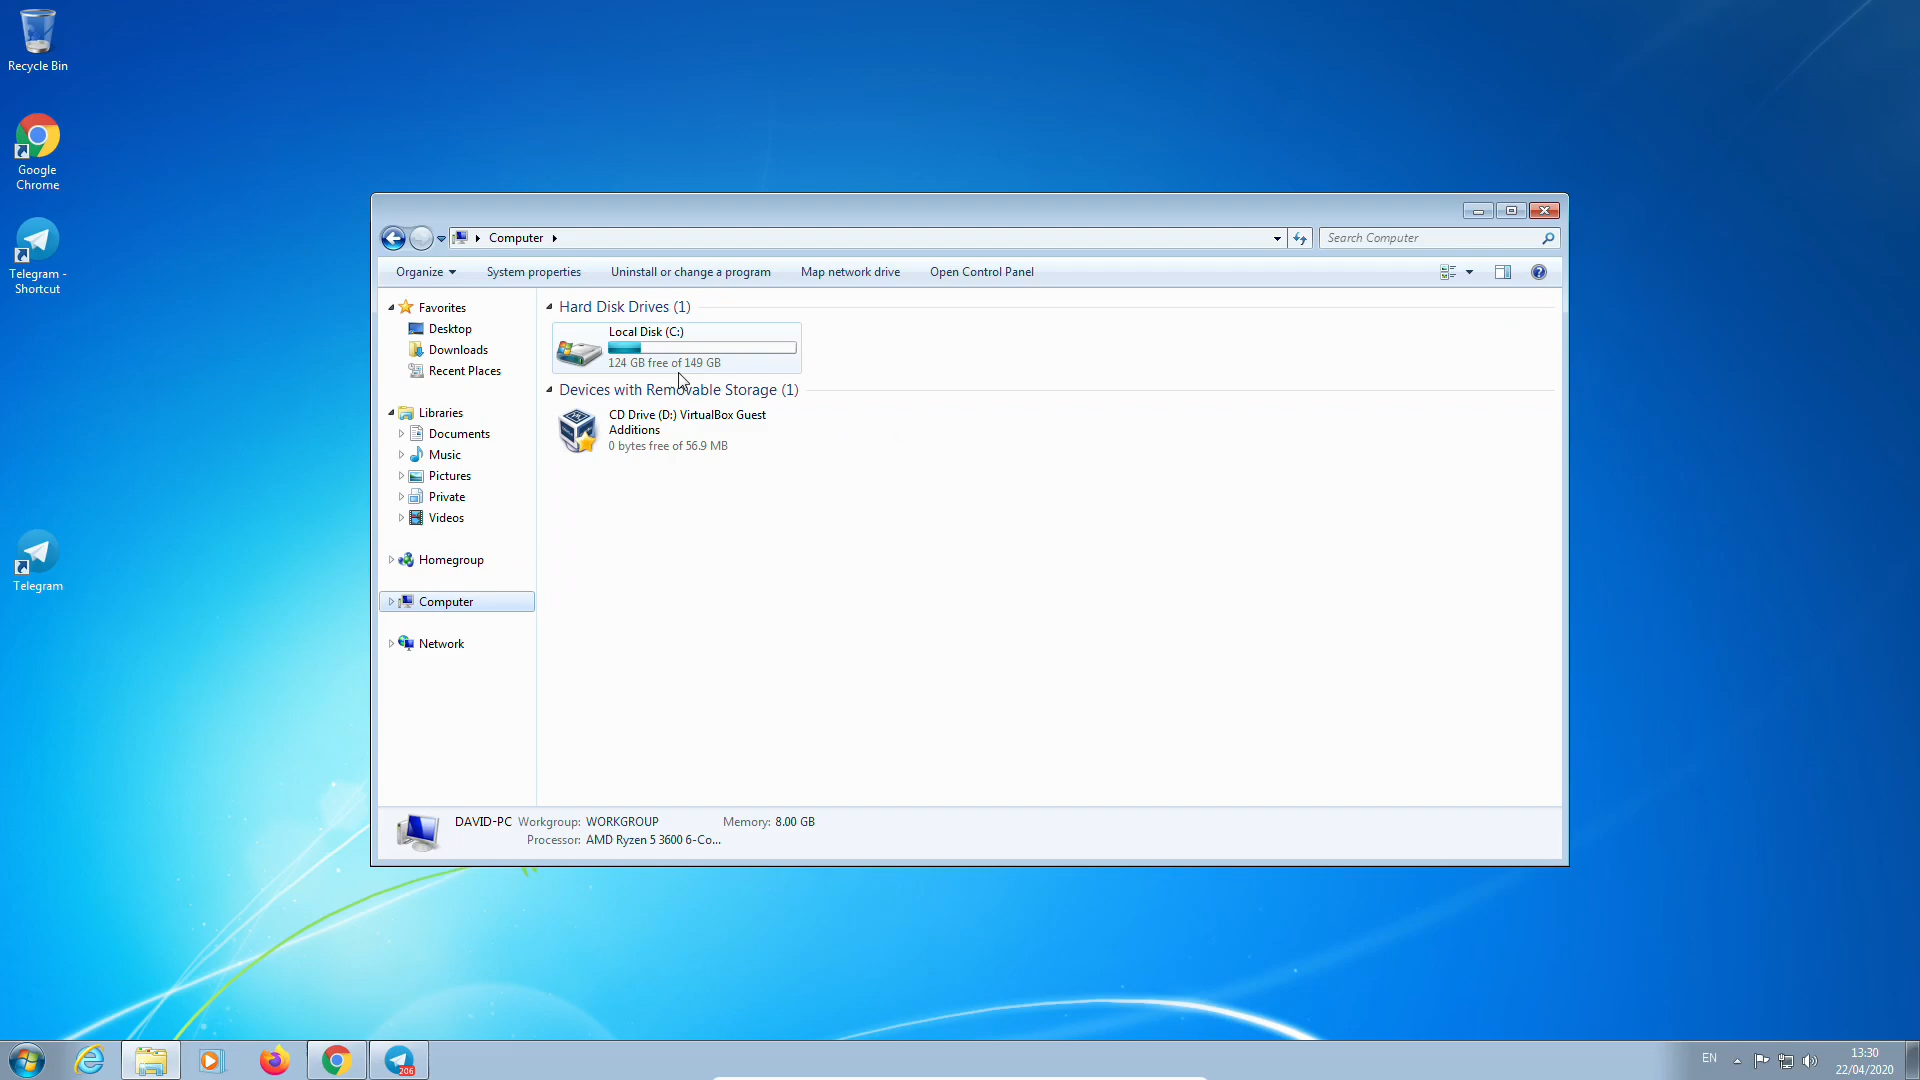 Recycle Bin
Google
Chrome
Telegram -
Shortcut
Telegram
Computer
Search Computer
Organize
System properties
Uninstall or change a program
Map network drive
Open Control Panel
Favorites
Desktop
Downloads
Recent Places
Libraries
Documents
Music
Pictures
Private
Videos
Homegroup
Computer
Network
Hard Disk Drives (1)
Local Disk (C:)
124 GB free of 149 GB
Devices with Removable Storage (1)
CD Drive (D:) VirtualBox Guest
Additions
0 bytes free of 56.9 MB
DAVID-PC Workgroup: WORKGROUP Memory: 8.00 GB
Processor: AMD Ryzen 5 3600 6-Co...
206
EN
13:30
22/04/2020